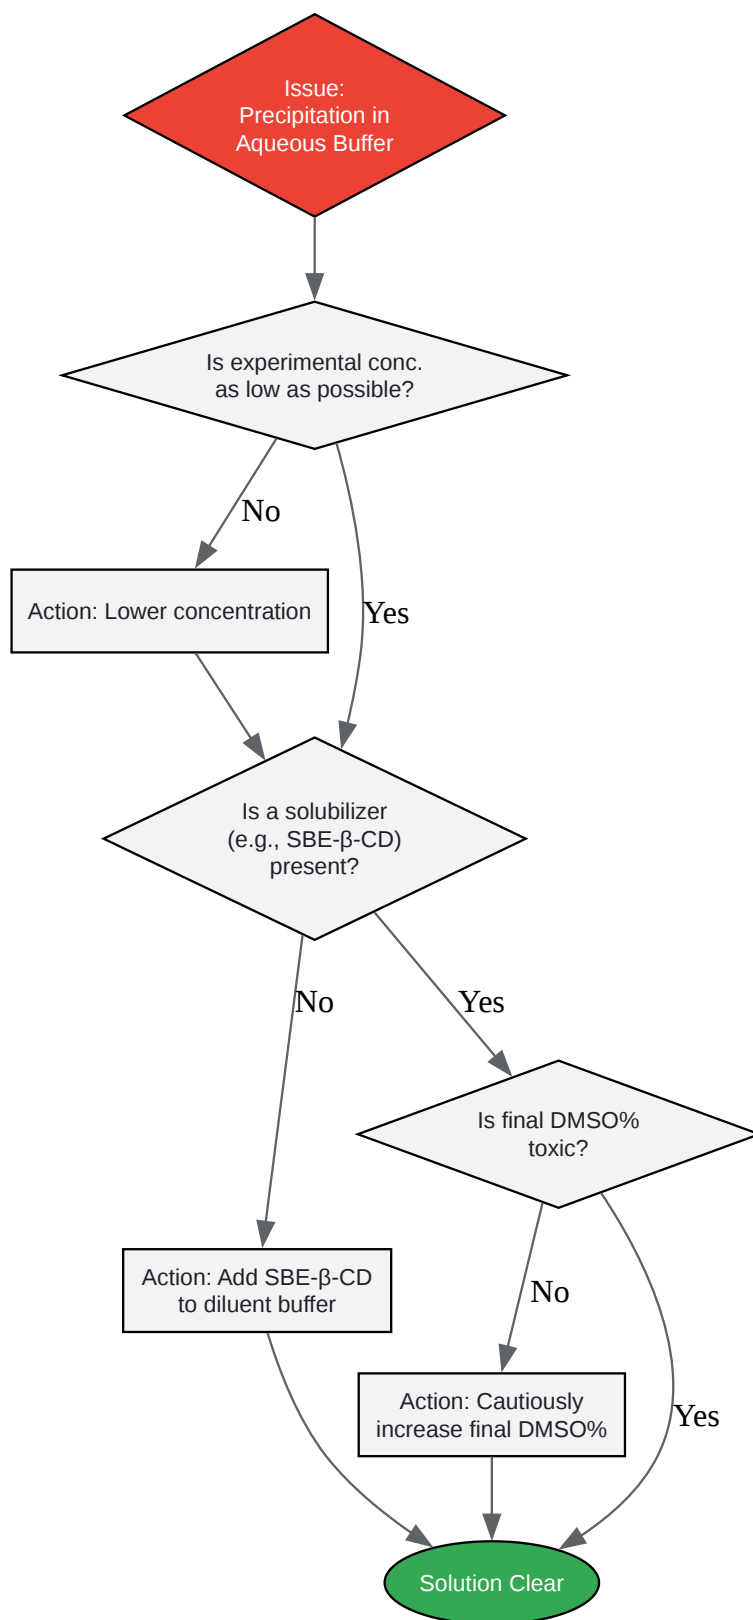 Issue:
Precipitation in
Aqueous Buffer
Is experimental conc.
as low as possible?
No
Action: Lower concentration
Yes
Is a solubilizer
(e.g., SBE-β-CD)
present?
No
Yes
Is final DMSO%
toxic?
Action: Add SBE-β-CD
to diluent buffer
No
Action: Cautiously
increase final DMSO%
Yes
Solution Clear